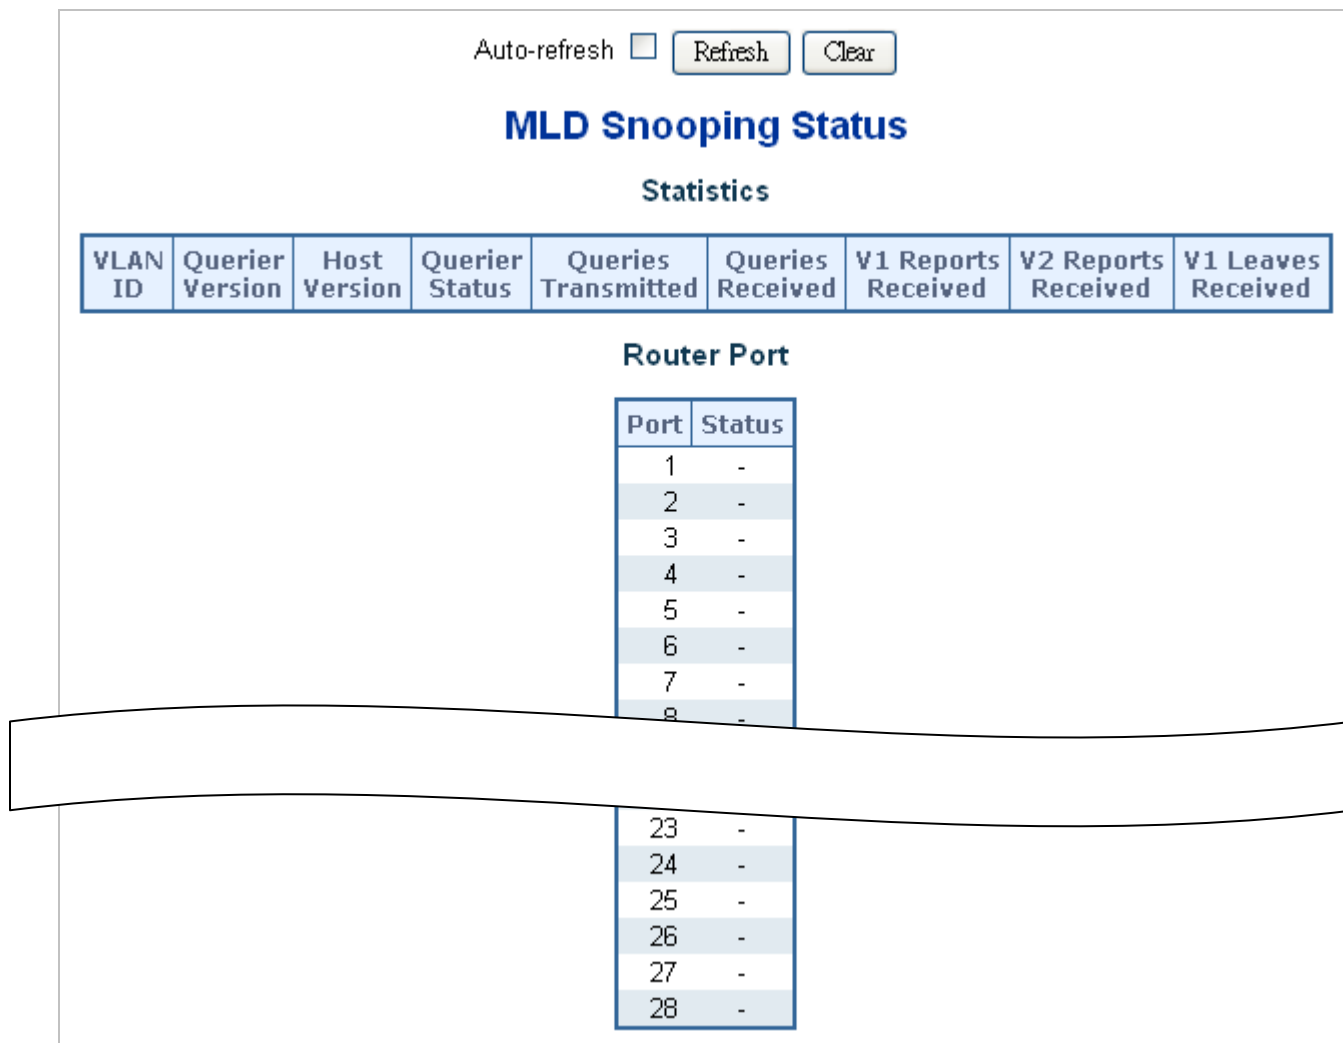 Auto-refresh Refresh Clear
MLD Snooping Status
Statistics
VLAN ID Querier Version Host Version Querier Status Queries Transmitted Queries Received V1 Reports Received V2 Reports Received V1 Leaves Received
Router Port
Port Status
1 -
2 -
3 -
4 -
5 -
6 -
7 -
8 -
23 -
24 -
25 -
26 -
27 -
28 -